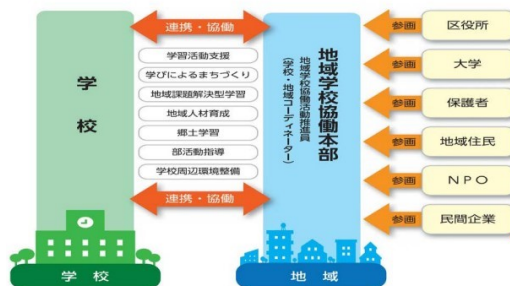 連携・協働
学校
学習活動支援
学びによるまちづくり
地域課題解決型学習
地域人材育成
郷土学習
部活動指導
学校周辺環境整備
連携・協働
地域学校協働本部
地域学校協働活動推進員
(学校・地域コーディネーター)
参画
区役所
参画
大学
参画
保護者
参画
地域住民
参画
NPO
参画
民間企業
学校
地域